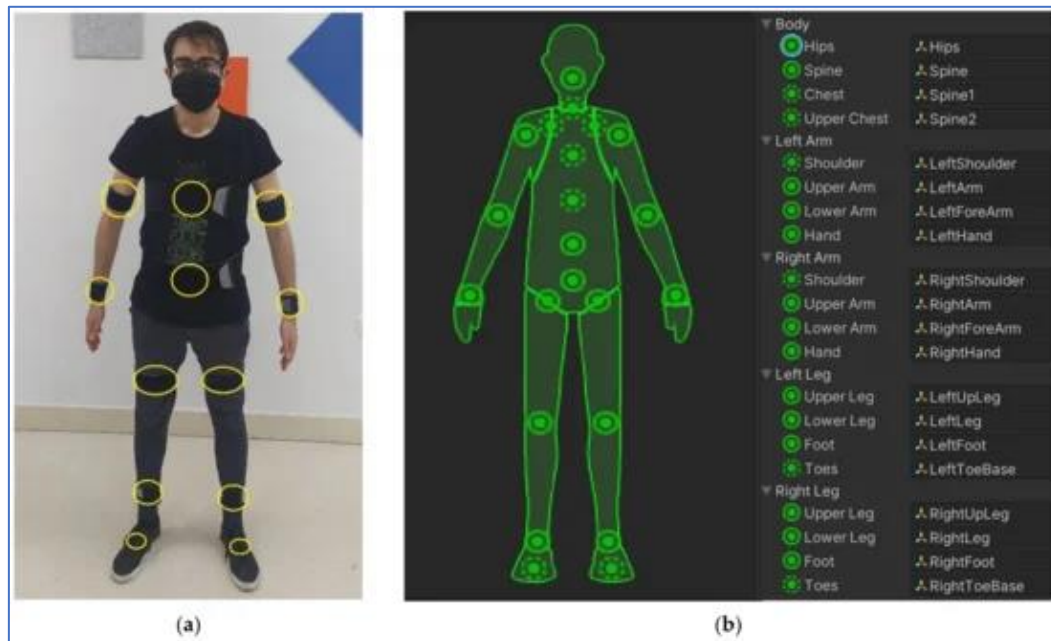 Body
Hips Hips
Spine Spine
Chest Spine1
Upper Chest Spine2
Left Arm
Shoulder LeftShoulder
Upper Arm LeftArm
Lower Arm LeftForeArm
Hand LeftHand
Right Arm
Shoulder RightShoulder
Upper Arm RightArm
Lower Arm RightForeArm
Hand RightHand
Left Leg
Upper Leg LeftUpLeg
Lower Leg LeftLeg
Foot LeftFoot
Toes LeftToeBase
Right Leg
Upper Leg RightUpLeg
Lower Leg RightLeg
Foot RightFoot
Toes RightToeBase
(a) (b)